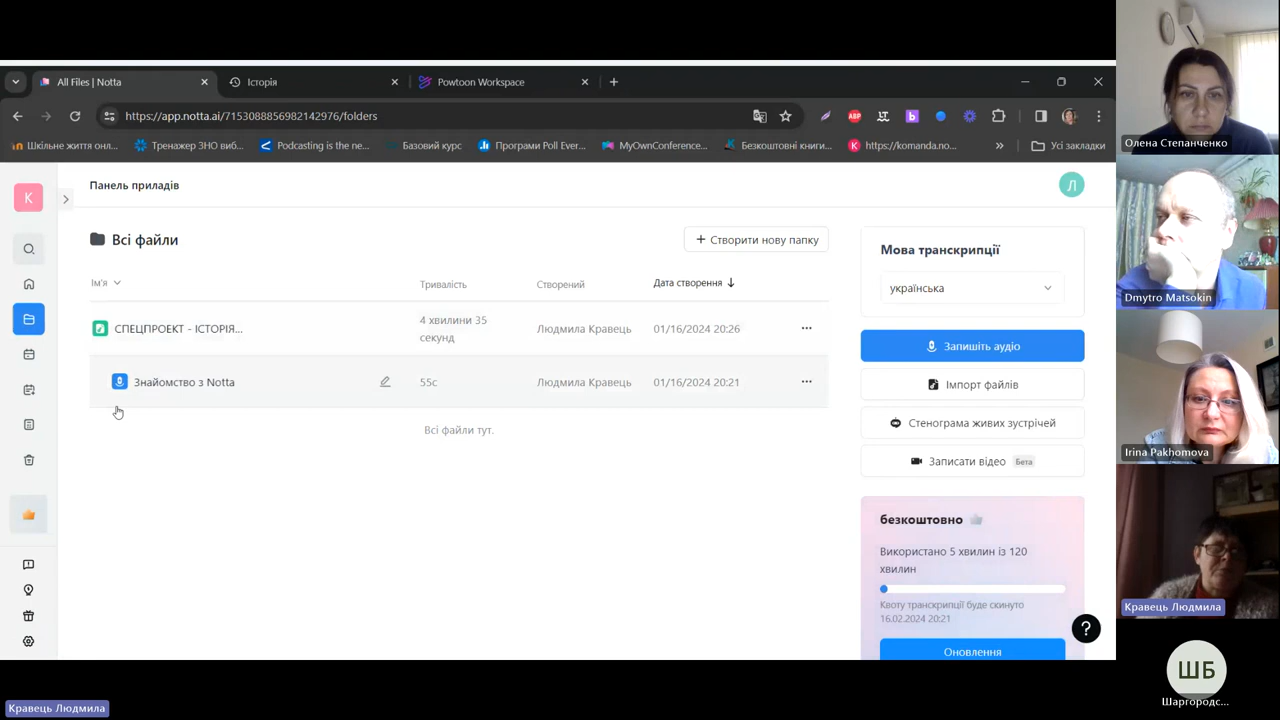 All Files | Notta
Історія
Powtoon Workspace
https://app.notta.ai/7153088856982142976/folders
Шкільне життя онл...
Тренажер ЗНО виб...
Podcasting is the ne...
Базовий курс
Програми Poll Ever...
MyOwnConference...
Безкоштовні книги...
https://komanda.no...
»
Усі закладки
K
Панель приладів
Л
Всі файли
+ Створити нову папку
Ім'я
Тривалість
Створений
Дата створення
СПЕЦПРОЕКТ - ІСТОРІЯ...
4 хвилини 35
секунд
Людмила Кравець
01/16/2024 20:26
Знайомство з Notta
55с
Людмила Кравець
01/16/2024 20:21
Всі файли тут.
Мова транскрипції
українська
Запишіть аудіо
Імпорт файлів
Стенограма живих зустрічей
Записати відео Бета
безкоштовно
Використано 5 хвилин із 120
хвилин
Квоту транскрипції буде скинуто
16.02.2024 20:21
Оновлення
?
Олена Степанченко
Dmytro Matsokin
Irina Pakhomova
Кравець Людмила
ШБ
Шаргородс...
Кравець Людмила